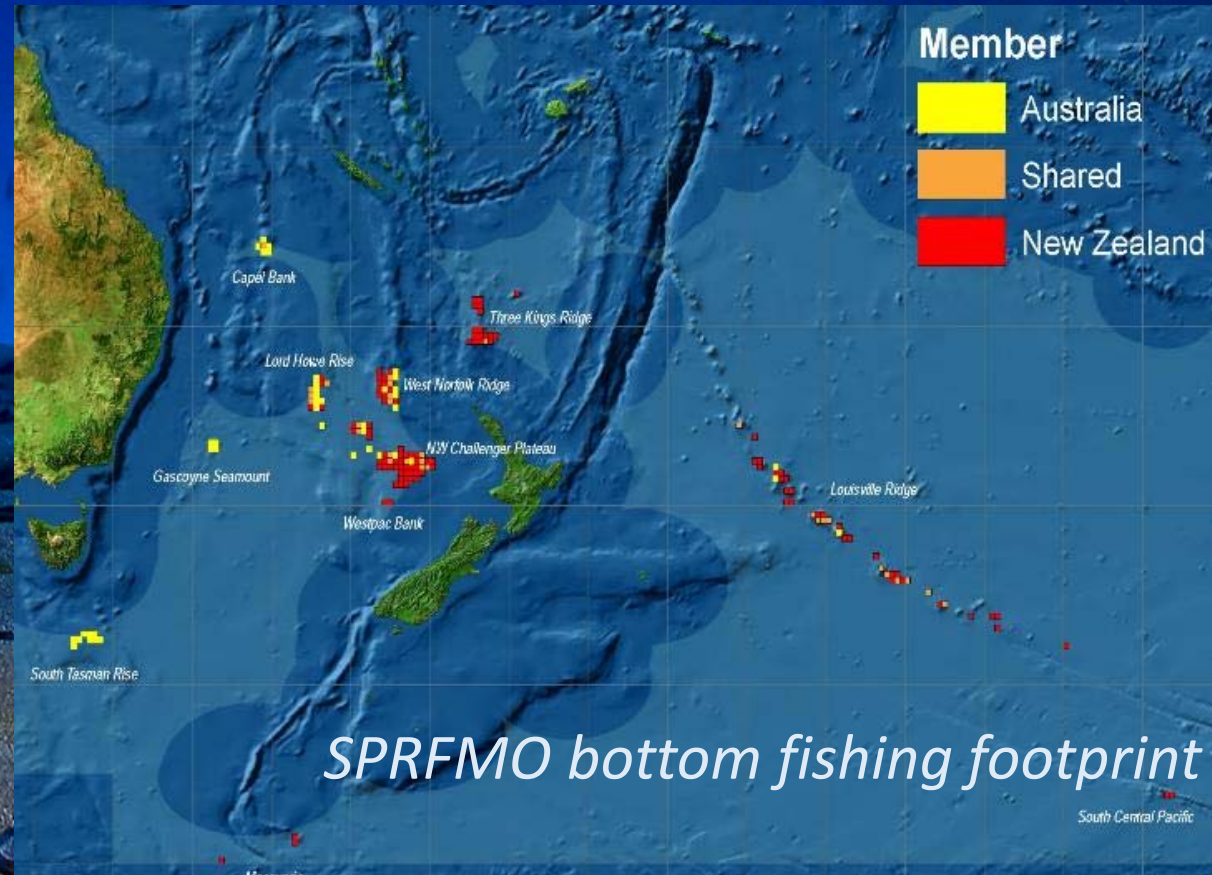 Member
Australia
Shared
New Zealand
Capel Bank
Three Kings Ridge
Lord Howe Rise
West Norfolk Ridge
NW Challenger Plateau
Gascoyne Seamount
Louisville Ridge
Westpac Bank
South Tasman Rise
SPRFMO bottom fishing footprint
South Central Pacific